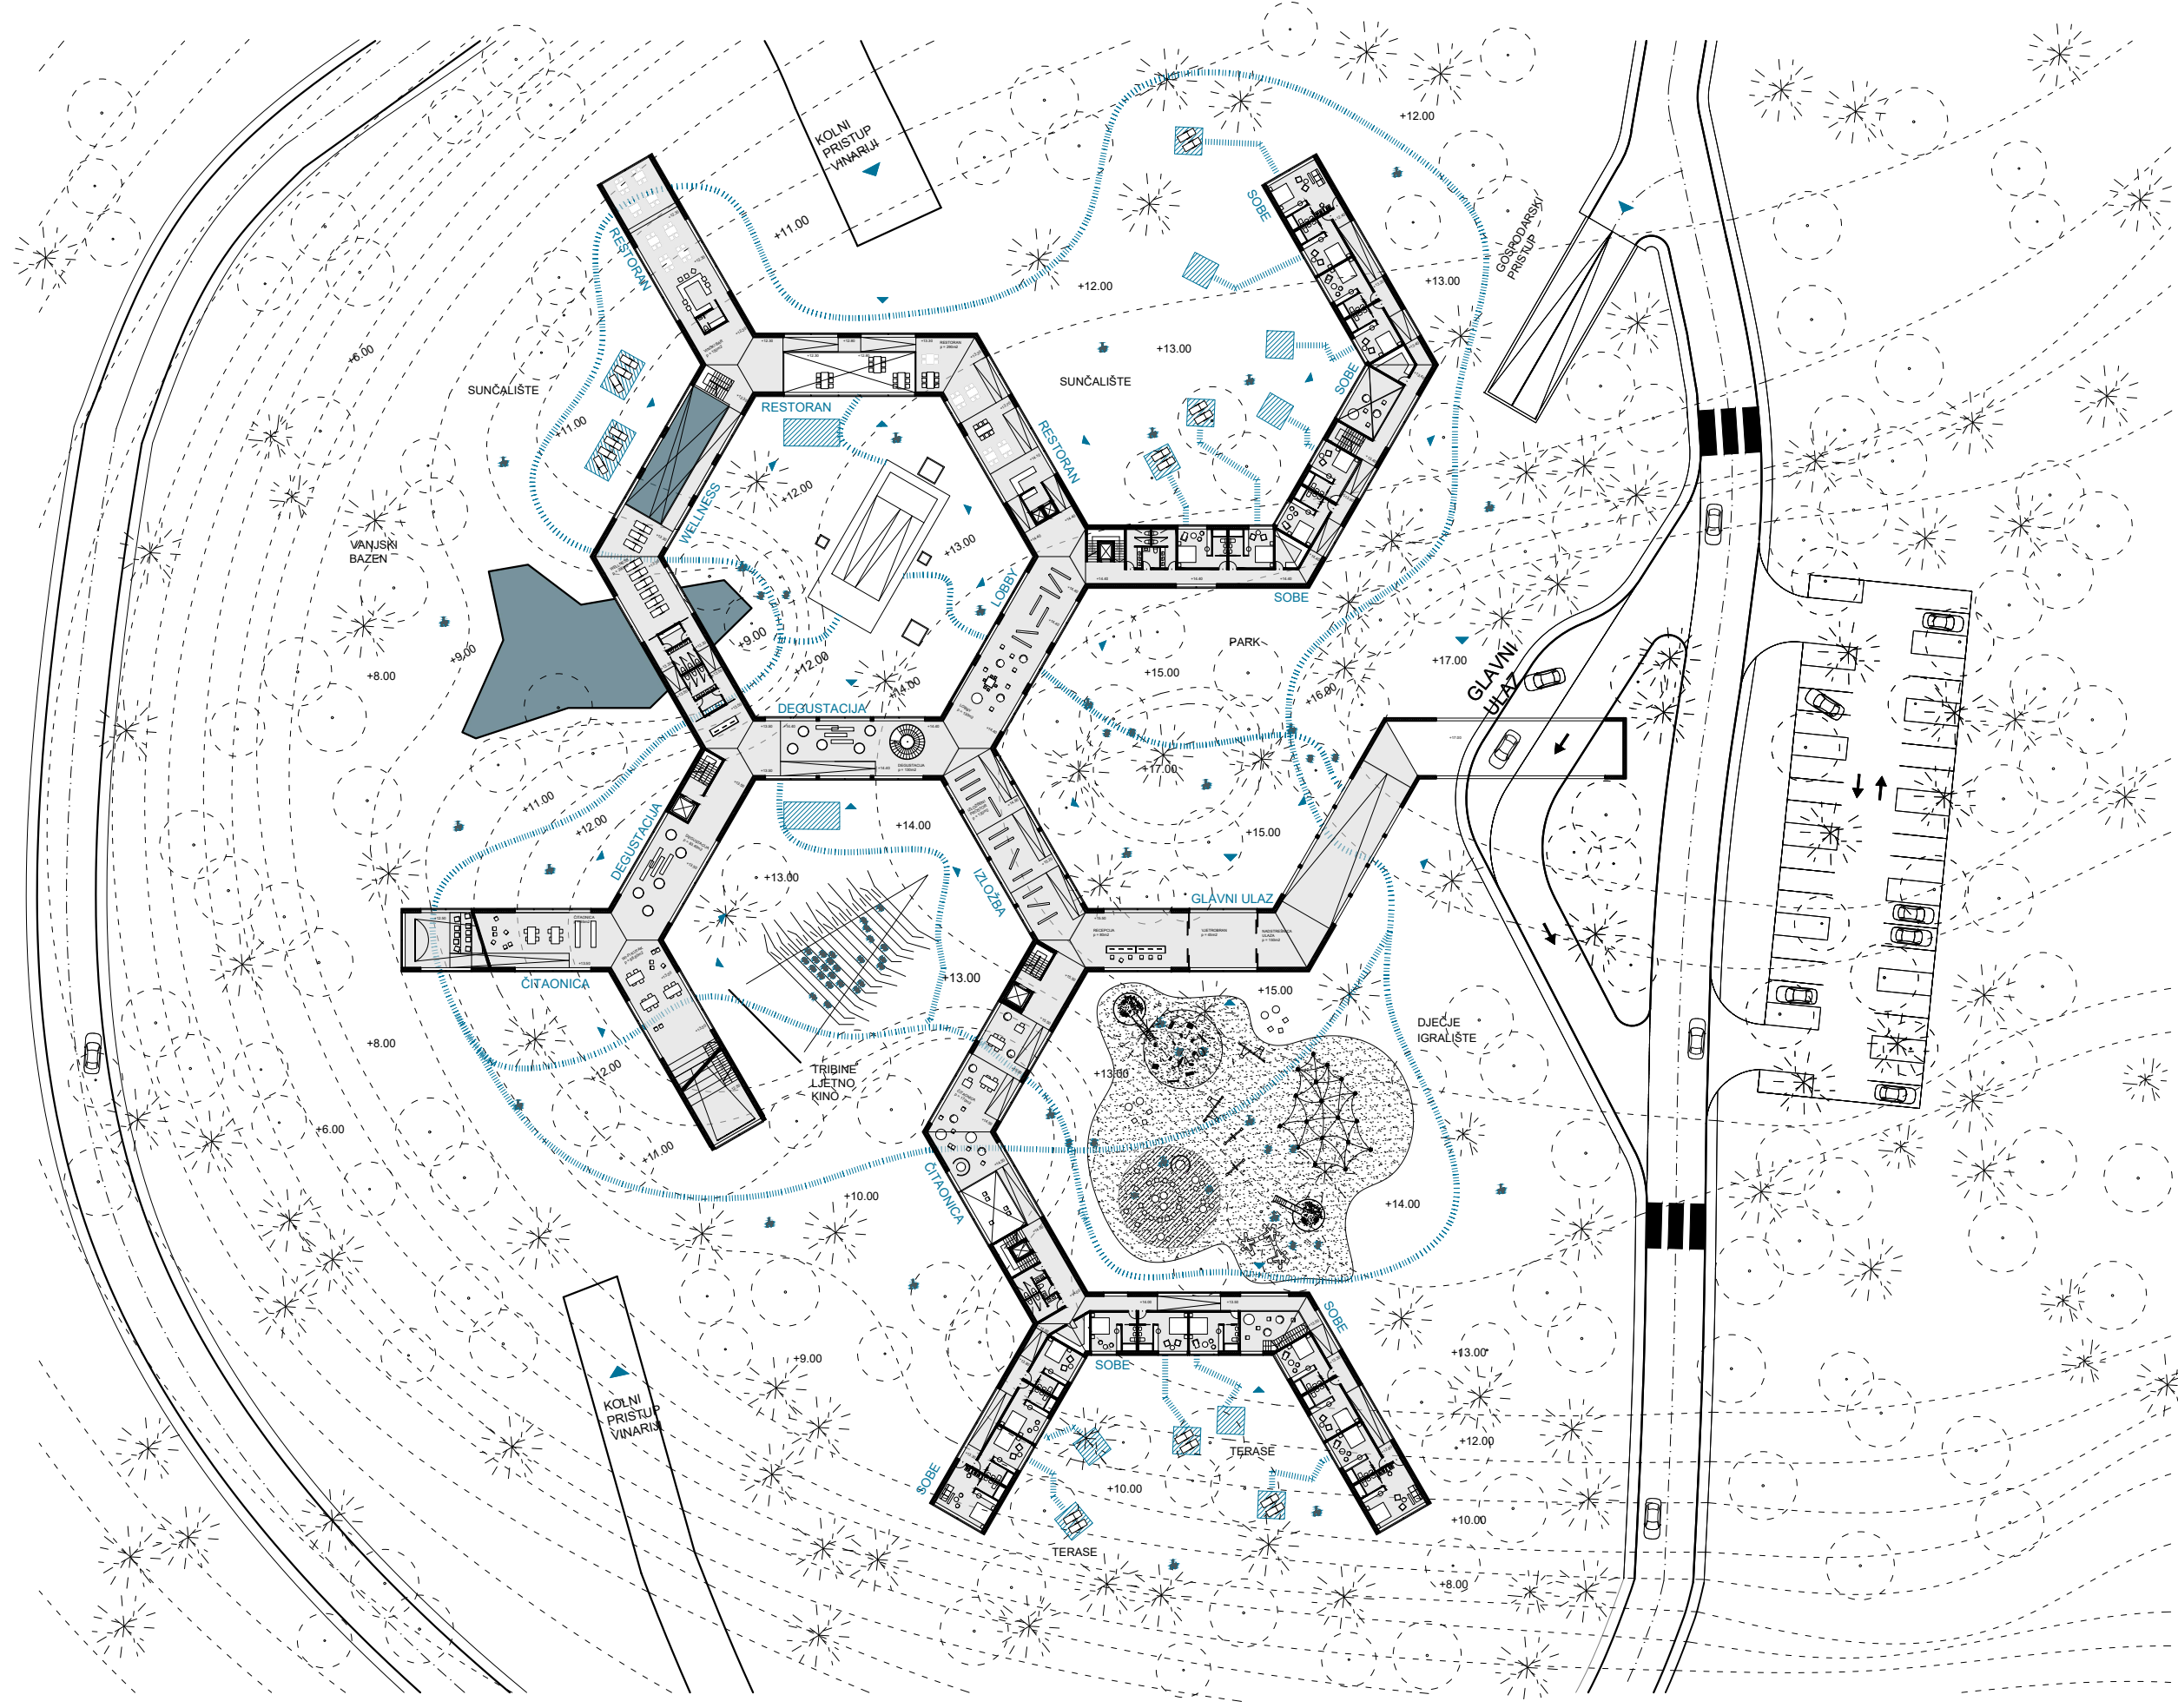 +12.00
KOLNI
PRISTUP
VINARIJI
SOBE
+11.00
GOSPODARSKI
PRISTUP
RESTORAN
+12.00
+13.00
+6.00
+13.00
SUNČALIŠTE
SUNČALIŠTE
SOBE
RESTORAN
+11.00
RESTORAN
+12.00
WELLNESS
VANJSKI
BAZEN
+13.00
LOBY
SOBE
+9.00
PARK
+9.00
+8.00
+12.00
+15.00
+17.00
GLAVNI
ULAZ
+16.00
+14.00
DEGUSTACIJA
+17.00
+11.00
+12.00
+14.00
+15.00
DEGUSTACIJA
+13.00
IZLOŽBA
GLAVNI ULAZ
ČITAONICA
ČITAONICA
RECEPCIJA
VJETROBRAN
+13.00
+15.00
DJEČJE
IGRALIŠTE
+8.00
+12.00
TRIBINE
LJETNO
KINO
+13.00
+6.00
+11.00
ČITAONICA
+10.00
+14.00
SOBE
+9.00
SOBE
+13.00
KOLNI
PRISTUP
VINARIJI
TERASE
+12.00
SOBE
+10.00
+10.00
TERASE
+8.00